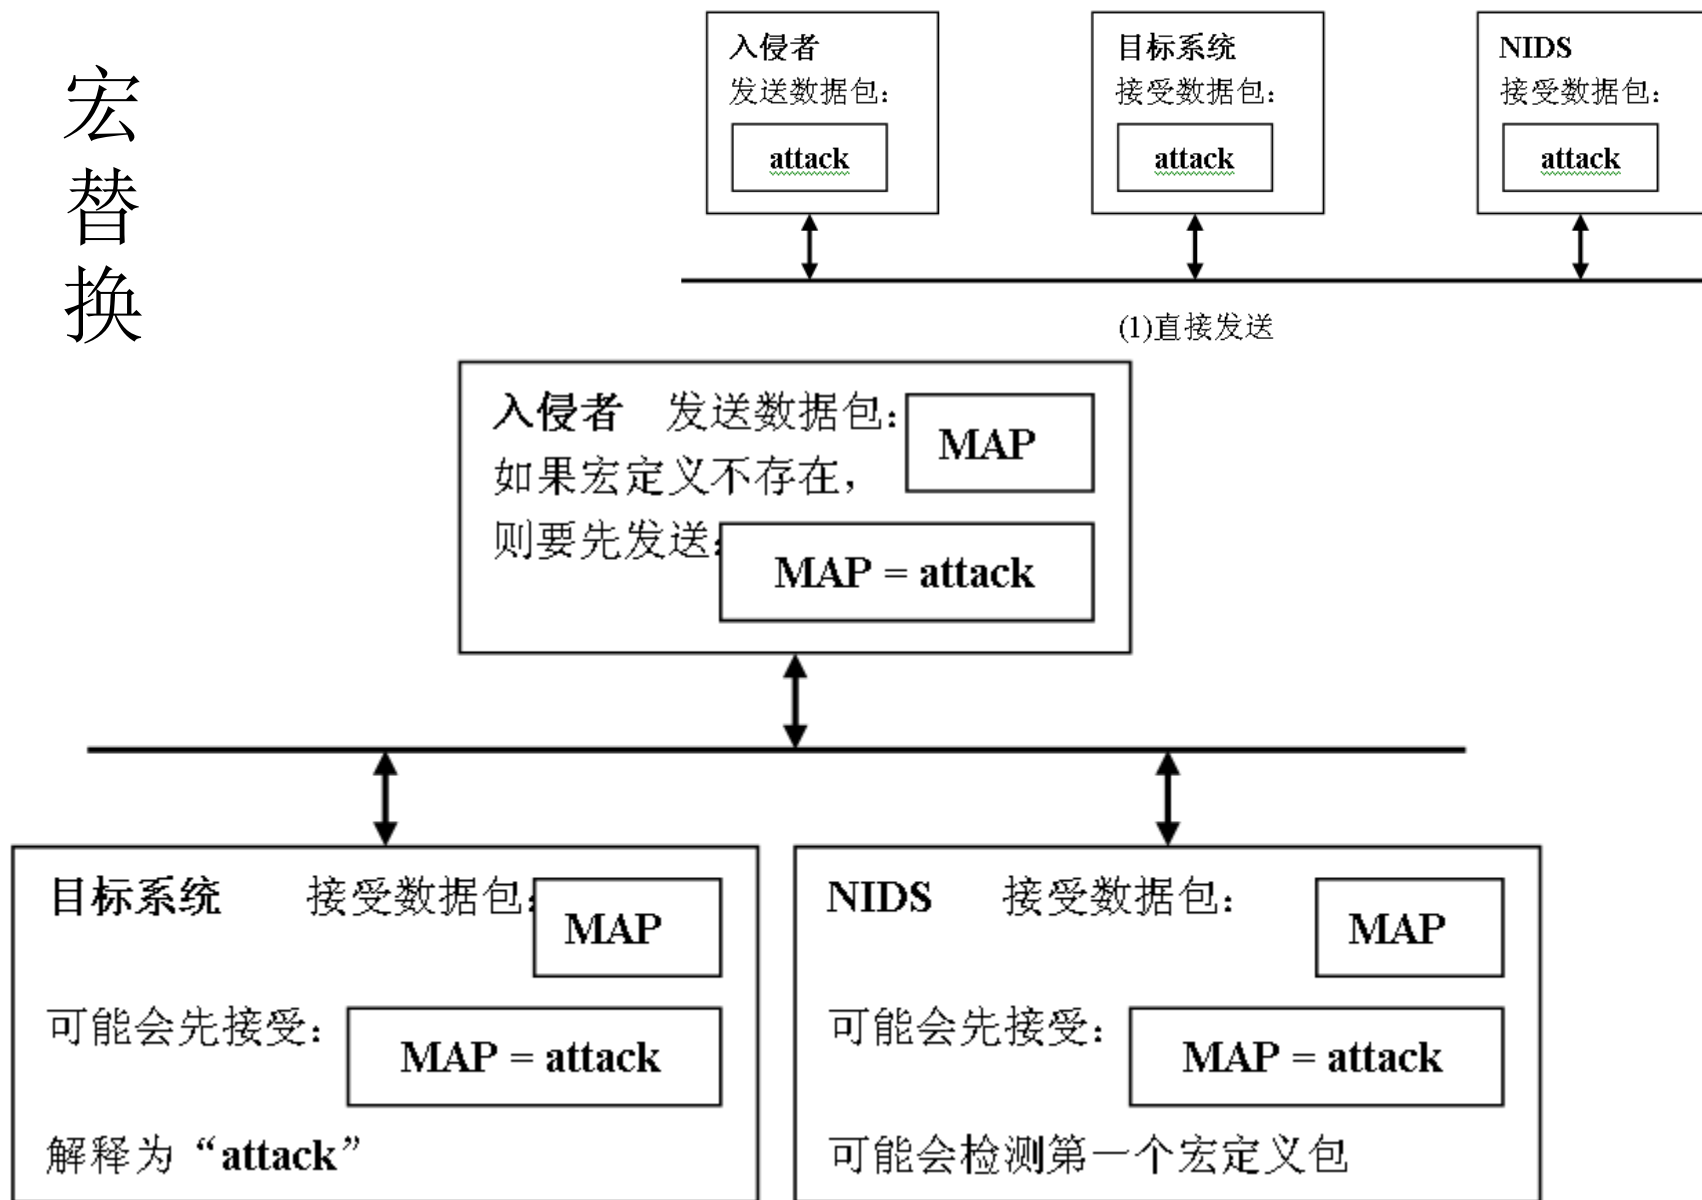 宏替换
入侵者
发送数据包：
attack
目标系统
接受数据包：
attack
NIDS
接受数据包：
attack
(1)直接发送
入侵者 发送数据包：
MAP
如果宏定义不存在，
则要先发送：
MAP = attack
目标系统 接受数据包：
MAP
可能会先接受：
MAP = attack
解释为“attack”
NIDS 接受数据包：
MAP
可能会先接受：
MAP = attack
可能会检测第一个宏定义包